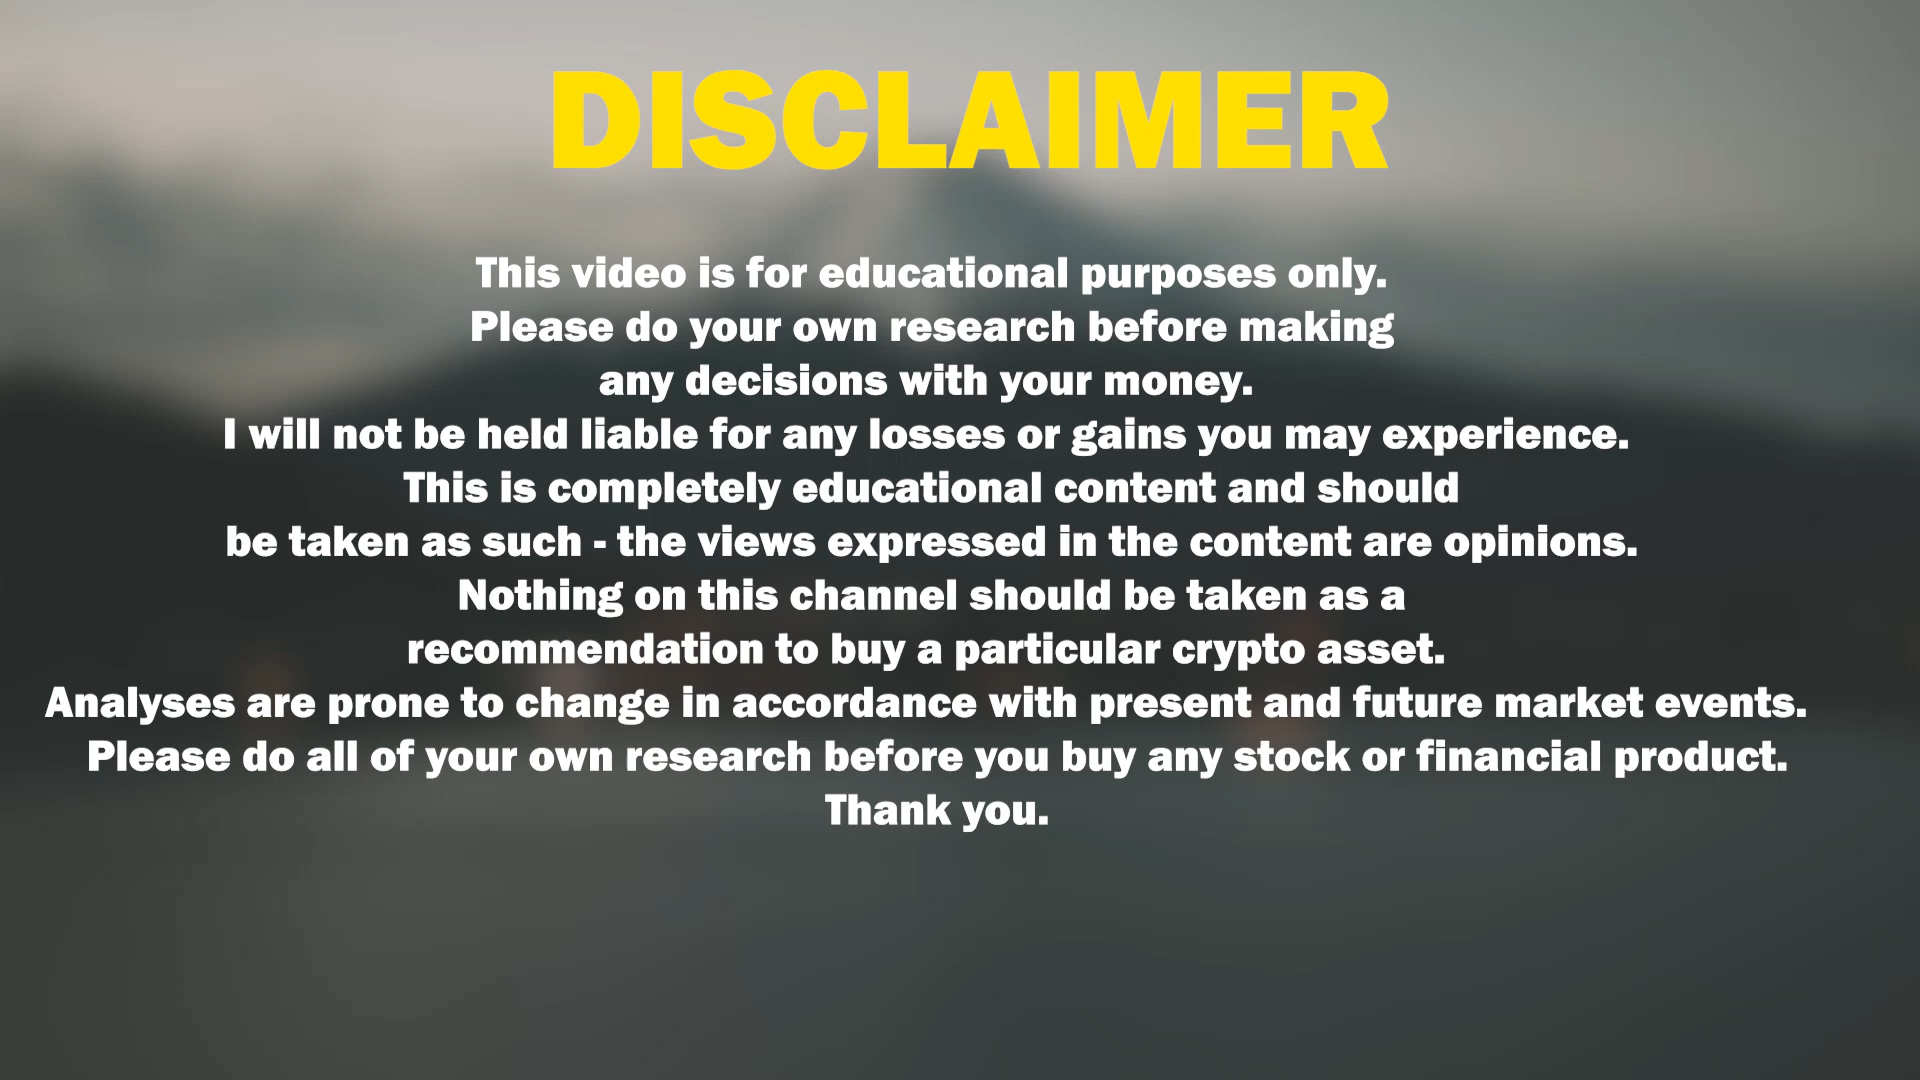 DISCLAIMER
This video is for educational purposes only.
Please do your own research before making
any decisions with your money.
I will not be held liable for any losses or gains you may experience.
This is completely educational content and should
be taken as such - the views expressed in the content are opinions.
Nothing on this channel should be taken as a
recommendation to buy a particular crypto asset.
Analyses are prone to change in accordance with present and future market events.
Please do all of your own research before you buy any stock or financial product.
Thank you.